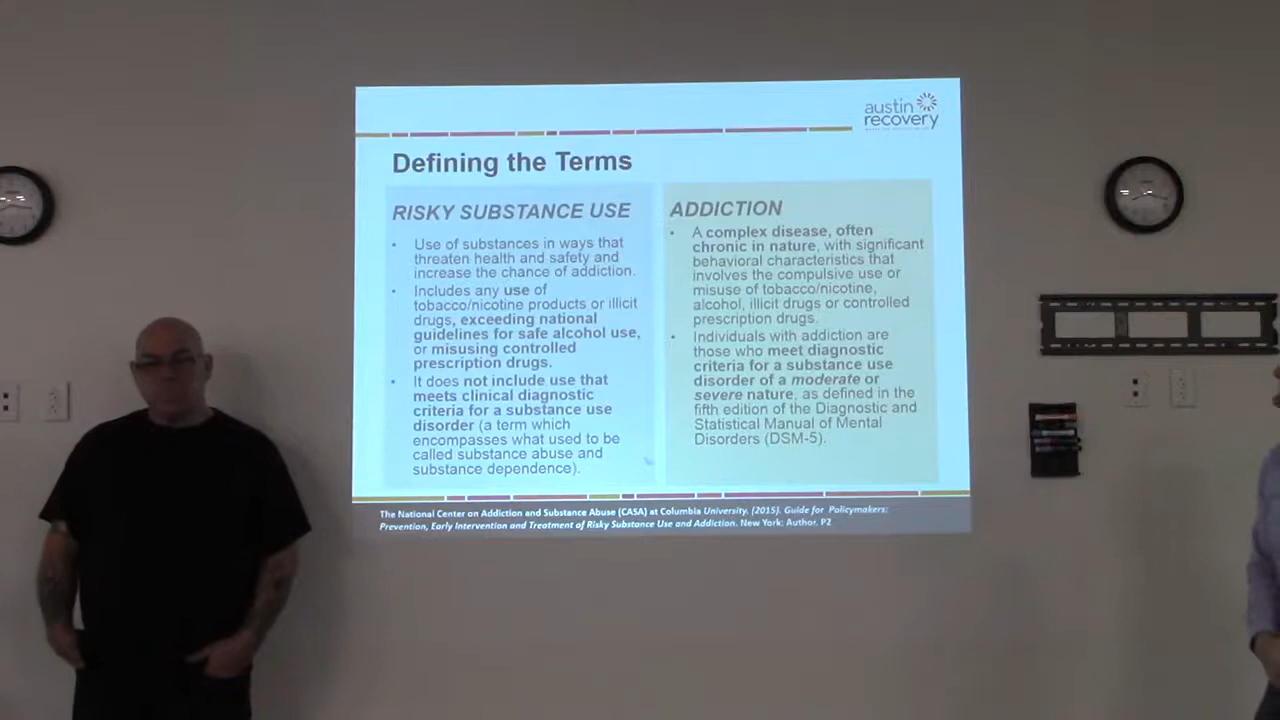 austin
recovery
Defining the Terms
RISKY SUBSTANCE USE
• Use of substances in ways that
threaten health and safety and
increase the chance of addiction.
• Includes any use of
tobacco/nicotine products or illicit
drugs, exceeding national
guidelines for safe alcohol use,
or misusing controlled
prescription drugs.
• It does not include use that
meets clinical diagnostic
criteria for a substance use
disorder (a term which
encompasses what used to be
called substance abuse and
substance dependence).
ADDICTION
• A complex disease, often
chronic in nature, with significant
behavioral characteristics that
involves the compulsive use or
misuse of tobacco/nicotine,
alcohol, illicit drugs or controlled
prescription drugs.
• Individuals with addiction are
those who meet diagnostic
criteria for a substance use
disorder of a moderate or
severe nature, as defined in the
fifth edition of the Diagnostic and
Statistical Manual of Mental
Disorders (DSM-5).
The National Center on Addiction and Substance Abuse (CASA) at Columbia University. (2015). Guide for Policymakers:
Prevention, Early Intervention and Treatment of Risky Substance Use and Addiction. New York: Author. P2